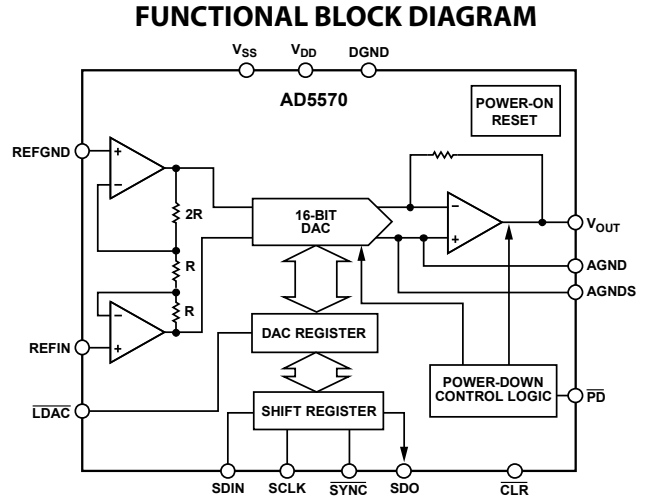 FUNCTIONAL BLOCK DIAGRAM
VSS VDD DGND
AD5570
POWER-ON
RESET
REFGND
+
−
2R
R
R
−
+
REFIN
16-BIT
DAC
−
+
VOUT
AGND
AGNDS
DAC REGISTER
SHIFT REGISTER
POWER-DOWN
CONTROL LOGIC
PD
LDAC
SDIN SCLK SYNC SDO CLR